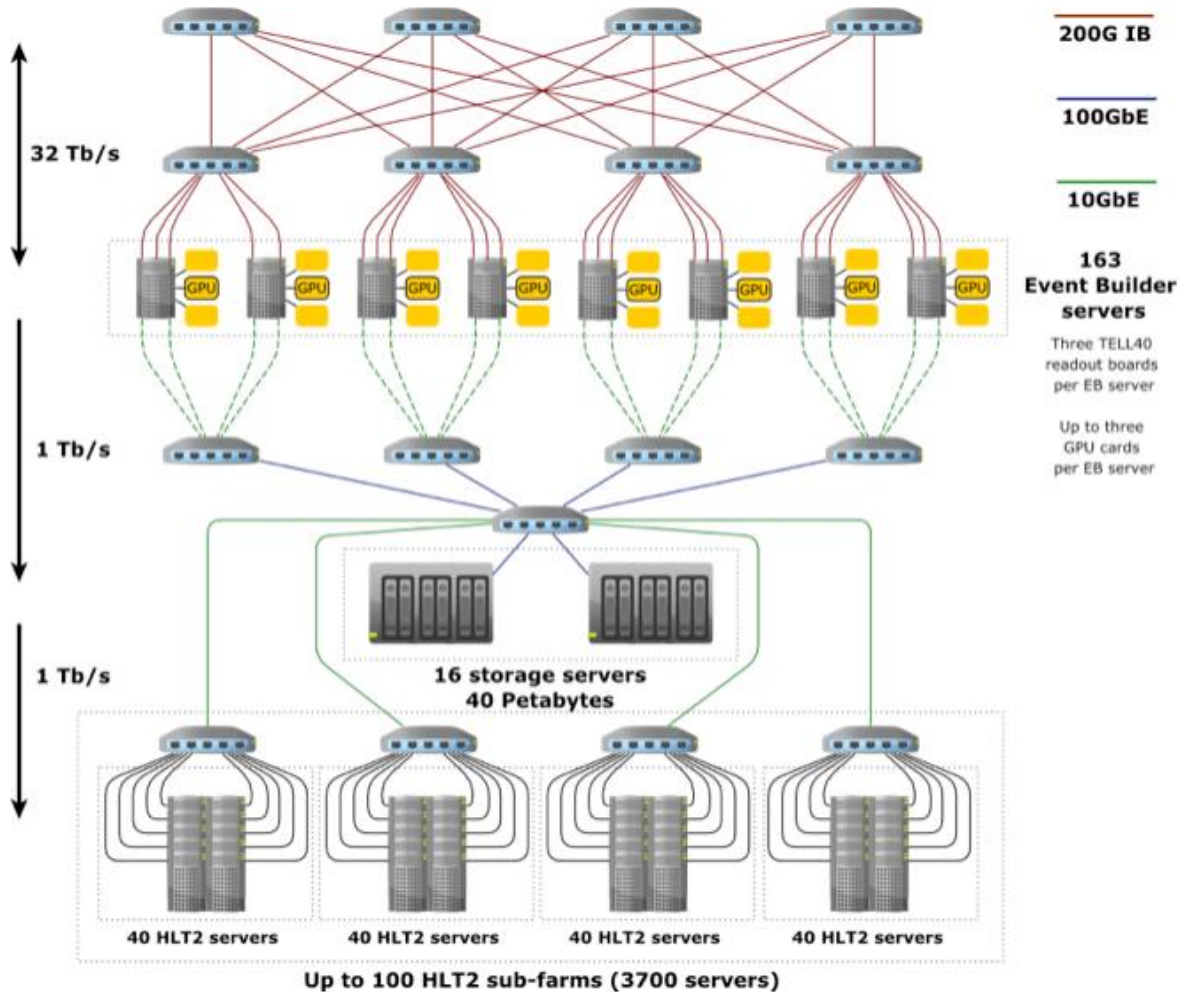 200G IB
100GbE
32 Tb/s
10GbE
GPU
GPU
GPU
GPU
GPU
GPU
GPU
GPU
163
Event Builder
servers
Three TELL40
readout boards
per EB server
Up to three
GPU cards
per EB server
1 Tb/s
1 Tb/s
16 storage servers
40 Petabytes
40 HLT2 servers
40 HLT2 servers
40 HLT2 servers
40 HLT2 servers
Up to 100 HLT2 sub-farms (3700 servers)